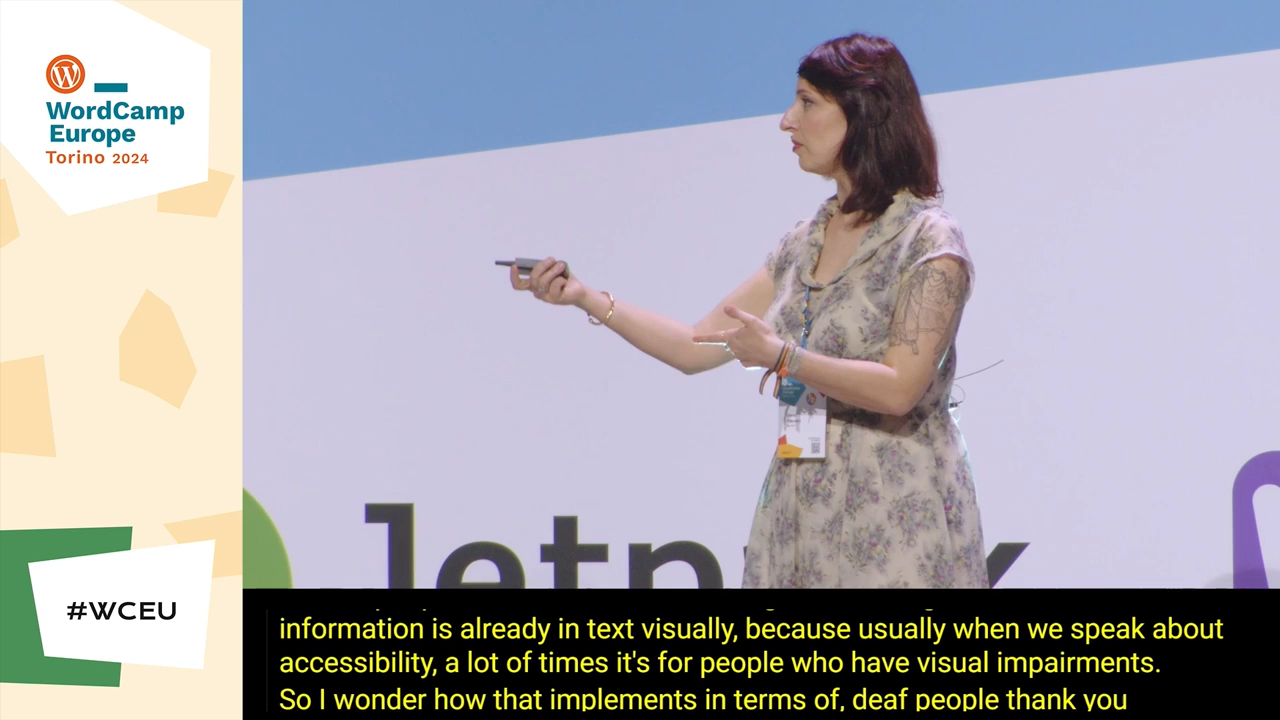 WordCamp
Europe
Torino 2024
#WCEU
information is already in text visually, because usually when we speak about
accessibility, a lot of times it's for people who have visual impairments.
So I wonder how that implements in terms of, deaf people thank you